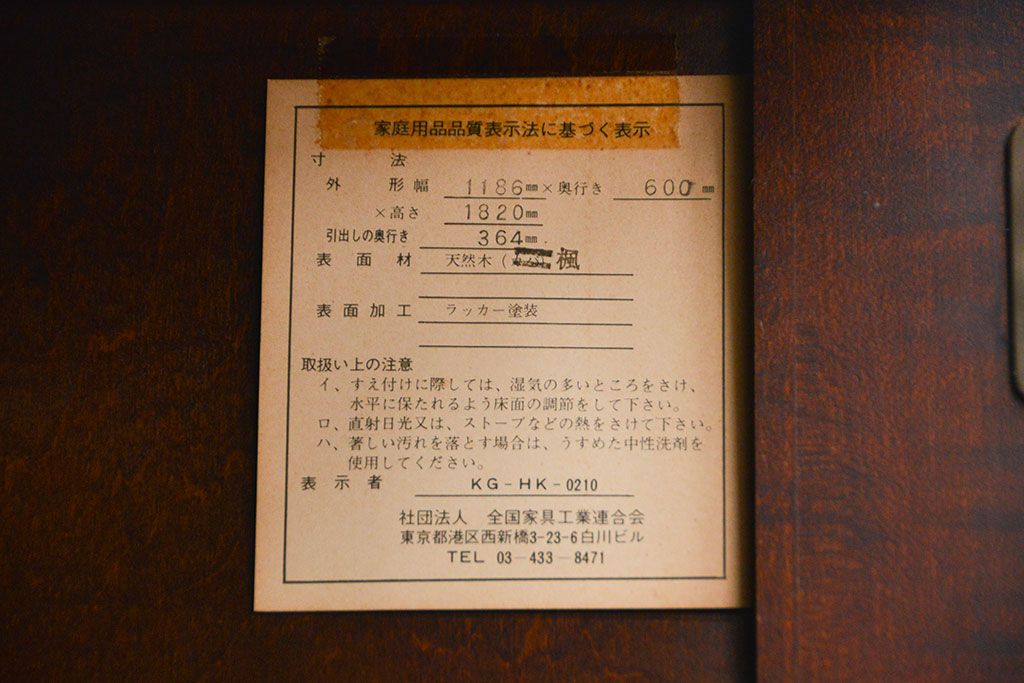 家庭用品品質表示法に基づく表示
寸法
外形幅 1186mm×奥行き 600mm
×高さ 1820mm
引出しの奥行き 364mm
表面材 天然木( 楓
表面加工 ラッカー塗装
取扱い上の注意
イ、すえ付けに際しては、湿気の多いところをさけ、
水平に保たれるよう床面の調節をして下さい。
ロ、直射日光又は、ストーブなどの熱をさけて下さい。
ハ、著しい汚れを落とす場合は、うすめた中性洗剤を
使用してください。
表示者 KG-HK-0210
社団法人 全国家具工業連合会
東京都港区西新橋3-23-6白川ビル
TEL 03-433-8471